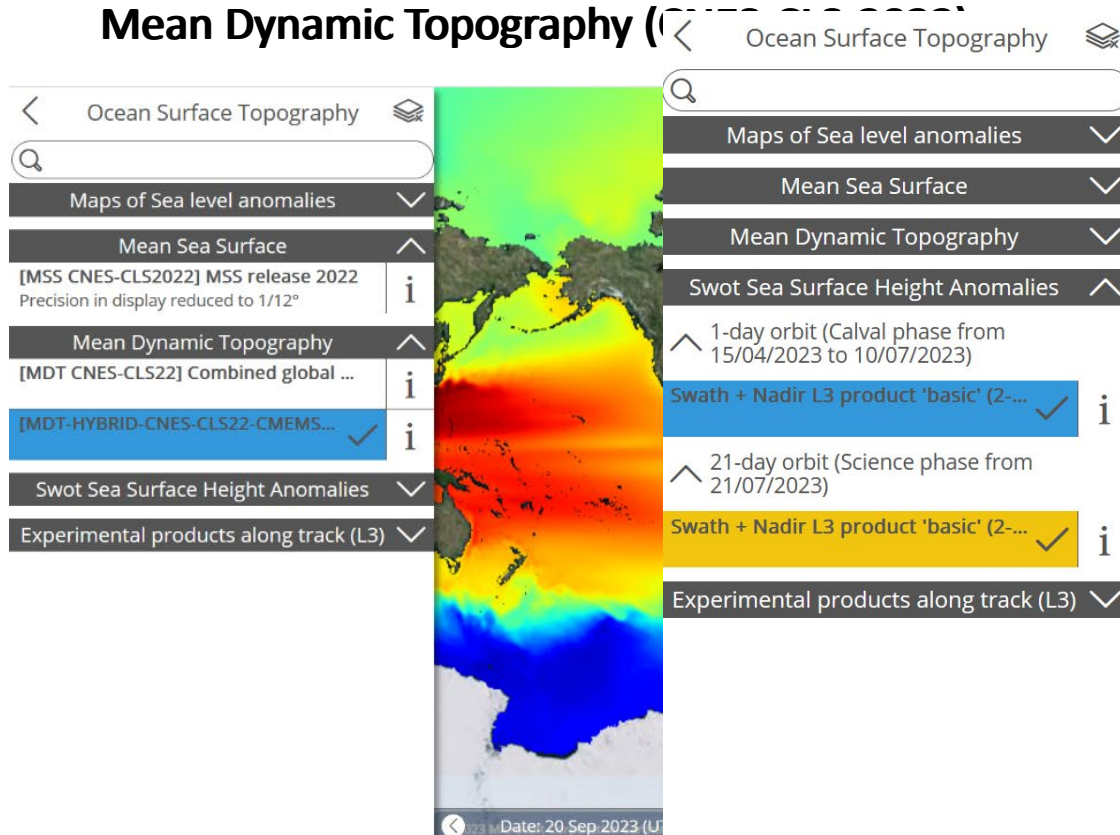 Mean Dynamic Topography (
Ocean Surface Topography
Maps of Sea level anomalies
Mean Sea Surface
[MSS CNES-CLS2022] MSS release 2022
Precision in display reduced to 1/12°
i
Mean Dynamic Topography
[MDT CNES-CLS22] Combined global ...
i
[MDT-HYBRID-CNES-CLS22-CMEMS...
i
Swot Sea Surface Height Anomalies
Experimental products along track (L3)
Date: 20 Sep 2023 (U
Ocean Surface Topography
Maps of Sea level anomalies
Mean Sea Surface
Mean Dynamic Topography
Swot Sea Surface Height Anomalies
1-day orbit (Calval phase from
15/04/2023 to 10/07/2023)
Swath + Nadir L3 product 'basic' (2-...
i
21-day orbit (Science phase from
21/07/2023)
Swath + Nadir L3 product 'basic' (2-...
i
Experimental products along track (L3)